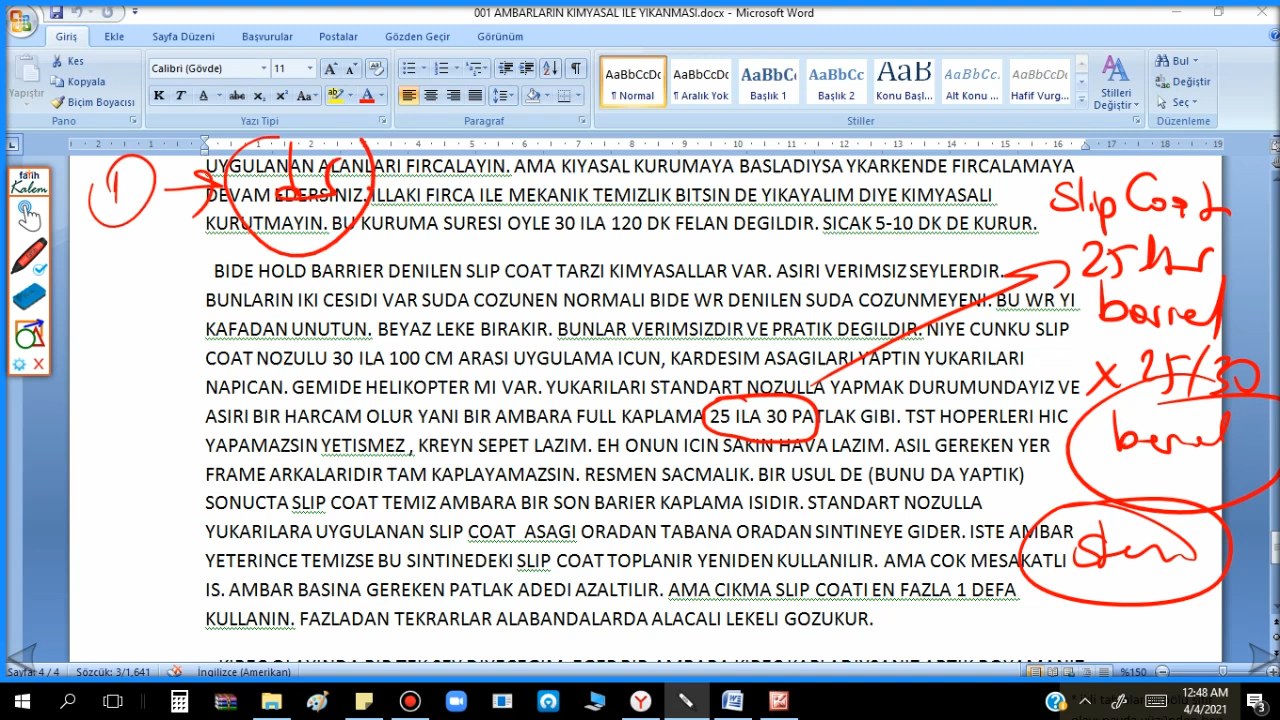 001 AMBARLARIN KIMYASAL ILE YIKANMASI.docx - Microsoft Word
Giriş Ekle Sayfa Düzeni Başvurular Postalar Gözden Geçir Görünüm
Yapıştır
Kes
Kopyala
Biçim Boyacısı
Pano
Calibri (Gövde) 11
Yazı Tipi
Paragraf
AaBbCcDc AaBbCcDc AaBbCc AaBbCc AaB AaBbCc. AaBbCcDc
¶ Normal ¶ Aralık Yok Başlık 1 Başlık 2 Konu Başl... Alt Konu ... Hafif Vurg...
Stiller
Stilleri Değiştir
Bul
Değiştir
Seç
Düzenleme
fatih
Kalem
1
UYGULANAN ALANLARI FIRCALAYIN. AMA KIYASAL KURUMAYA BASLADIYSA YKARKENDE FIRCALAMAYA
DEVAM EDERSINIZ. ILLAKI FIRCA ILE MEKANIK TEMIZLIK BITSIN DE YIKAYALIM DIYE KIMYASALI
KURUTMAYIN. BU KURUMA SURESI OYLE 30 ILA 120 DK FELAN DEGILDIR. SICAK 5-10 DK DE KURUR.
BIDE HOLD BARRIER DENILEN SLIP COAT TARZI KIMYASALLAR VAR. ASIRI VERIMSIZ SEYLERDIR.
BUNLARIN IKI CESIDI VAR SUDA COZUNEN NORMALI BIDE WR DENILEN SUDA COZUNMEYENI. BU WR YI
KAFADAN UNUTUN. BEYAZ LEKE BIRAKIR. BUNLAR VERIMSIZDIR VE PRATIK DEGILDIR. NIYE CUNKU SLIP
COAT NOZULU 30 ILA 100 CM ARASI UYGULAMA ICUN, KARDESIM ASAGILARI YAPTIN YUKARILARI
NAPICAN. GEMIDE HELIKOPTER MI VAR. YUKARILARI STANDART NOZULLA YAPMAK DURUMUNDAYIZ VE
ASIRI BIR HARCAM OLUR YANI BIR AMBARA FULL KAPLAMA 25 ILA 30 PATLAK GIBI. TST HOPERLERI HIC
YAPAMAZSIN YETISMEZ , KREYN SEPET LAZIM. EH ONUN ICIN SAKIN HAVA LAZIM. ASIL GEREKEN YER
FRAME ARKALARIDIR TAM KAPLAYAMAZSIN. RESMEN SACMALIK. BIR USUL DE (BUNU DA YAPTIK)
SONUCTA SLIP COAT TEMIZ AMBARA BIR SON BARIER KAPLAMA ISIDIR. STANDART NOZULLA
YUKARILARA UYGULANAN SLIP COAT ASAGI ORADAN TABANA ORADAN SINTINEYE GIDER. ISTE AMBAR
YETERINCE TEMIZSE BU SINTINEDEKI SLIP COAT TOPLANIR YENIDEN KULLANILIR. AMA COK MESAKATLI
IS. AMBAR BASINA GEREKEN PATLAK ADEDI AZALTILIR. AMA CIKMA SLIP COATI EN FAZLA 1 DEFA
KULLANIN. FAZLADAN TEKRARLAR ALABANDALARDA ALACALI LEKELI GOZUKUR.
Slip Coat
barrel
x 25/30
Sayfa: 4 / 4 Sözcük: 3/1.641 İngilizce (Amerikan) %150
12:48 AM
4/4/2021